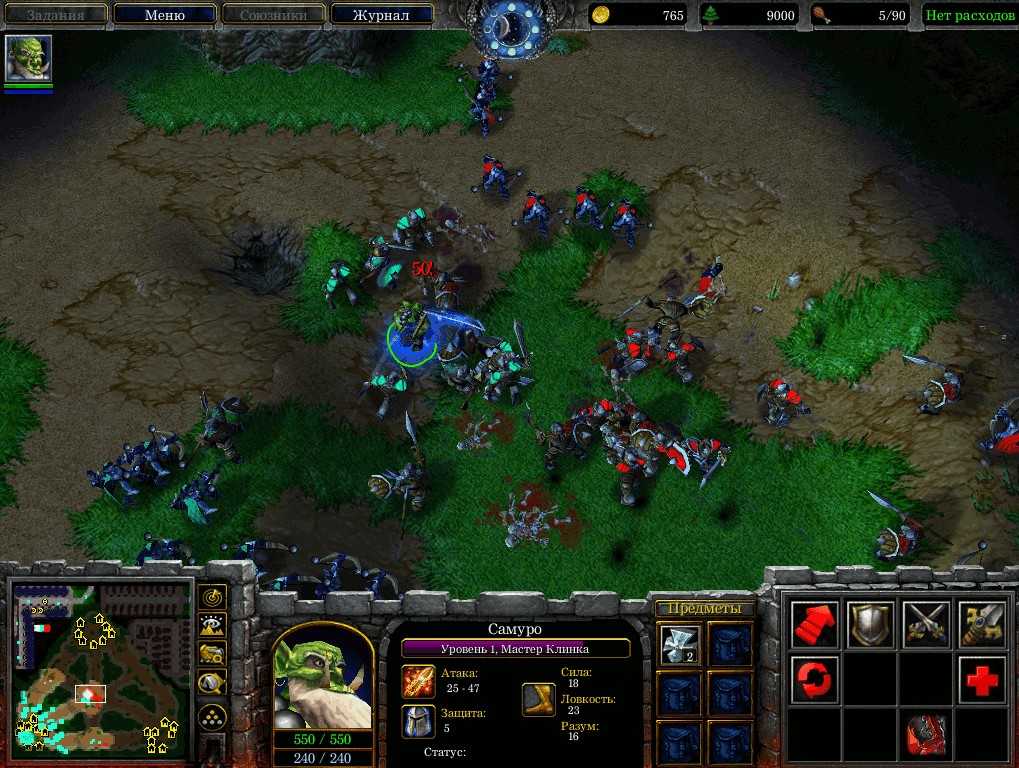 Задания Меню Союзники Журнал 765 9000 5/90 Нет расходов
50!
Самуро
Уровень 1, Мастер Клинка
Атака:
25 - 47
Защита:
5
Сила:
18
Ловкость:
23
Разум:
16
Статус:
550 / 550
240 / 240
Предметы
2